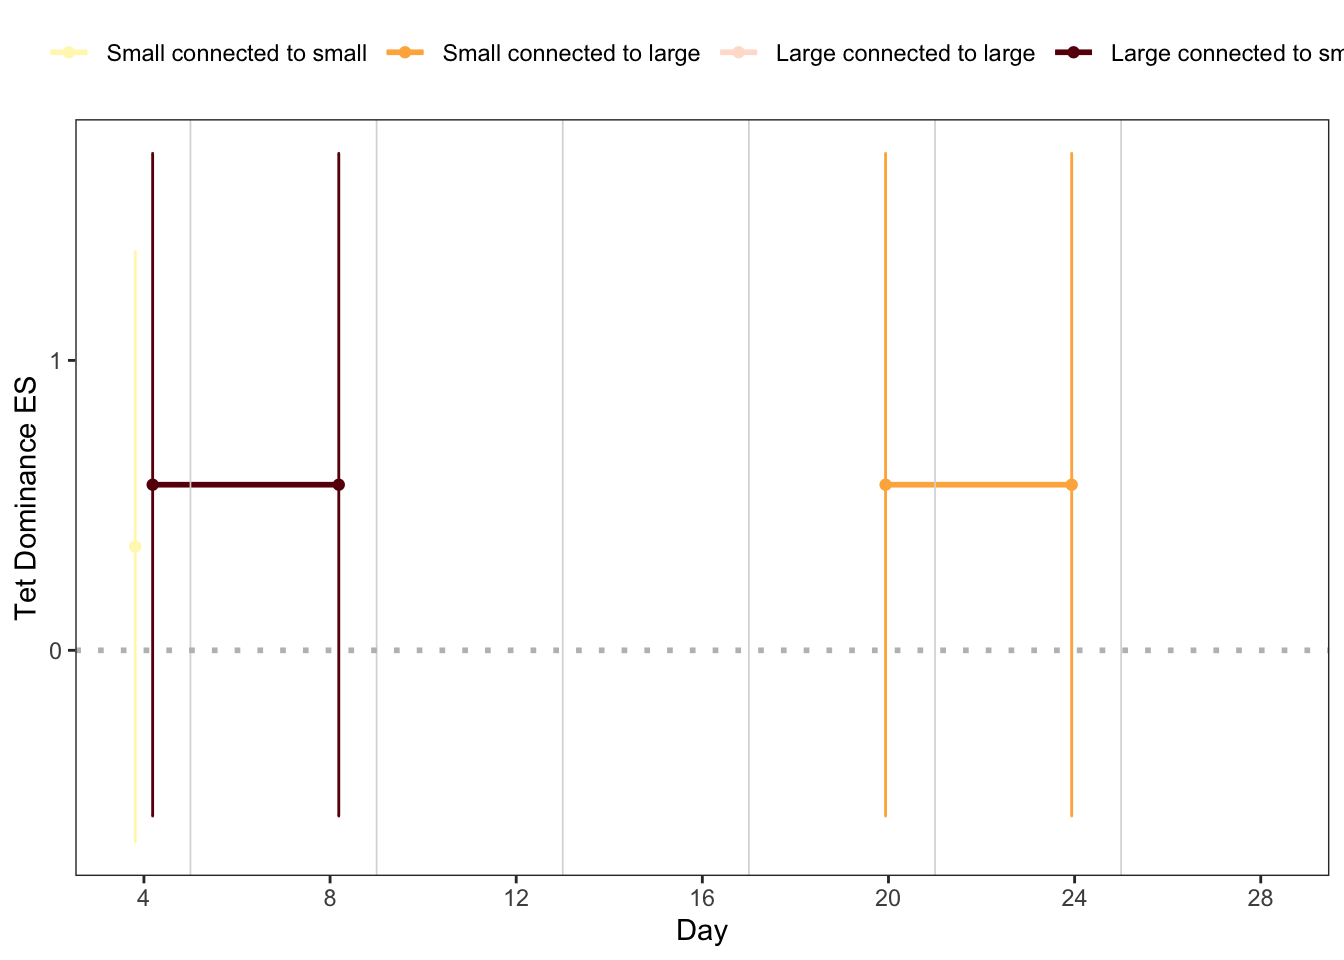 Small connected to small Small connected to large Large connected to large Large connected to sm
Tet Dominance ES
1
0
4 8 12 16 20 24 28
Day